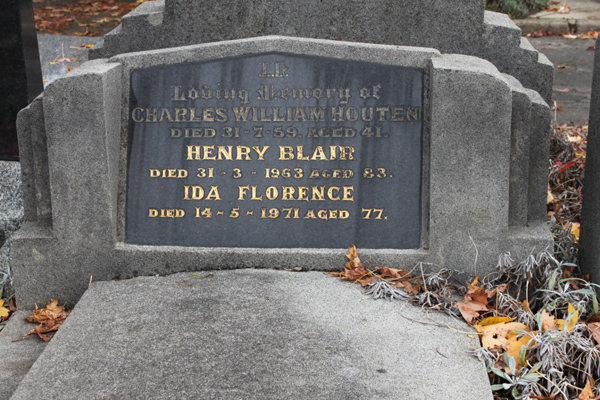 In
Loving Memory of
CHARLES WILLIAM HOUTEN
DIED 31-7-59, AGED 41.
HENRY BLAIR
DIED 31 - 3 - 1963 AGED 83.
IDA FLORENCE
DIED 14 - 5 - 1971 AGED 77.